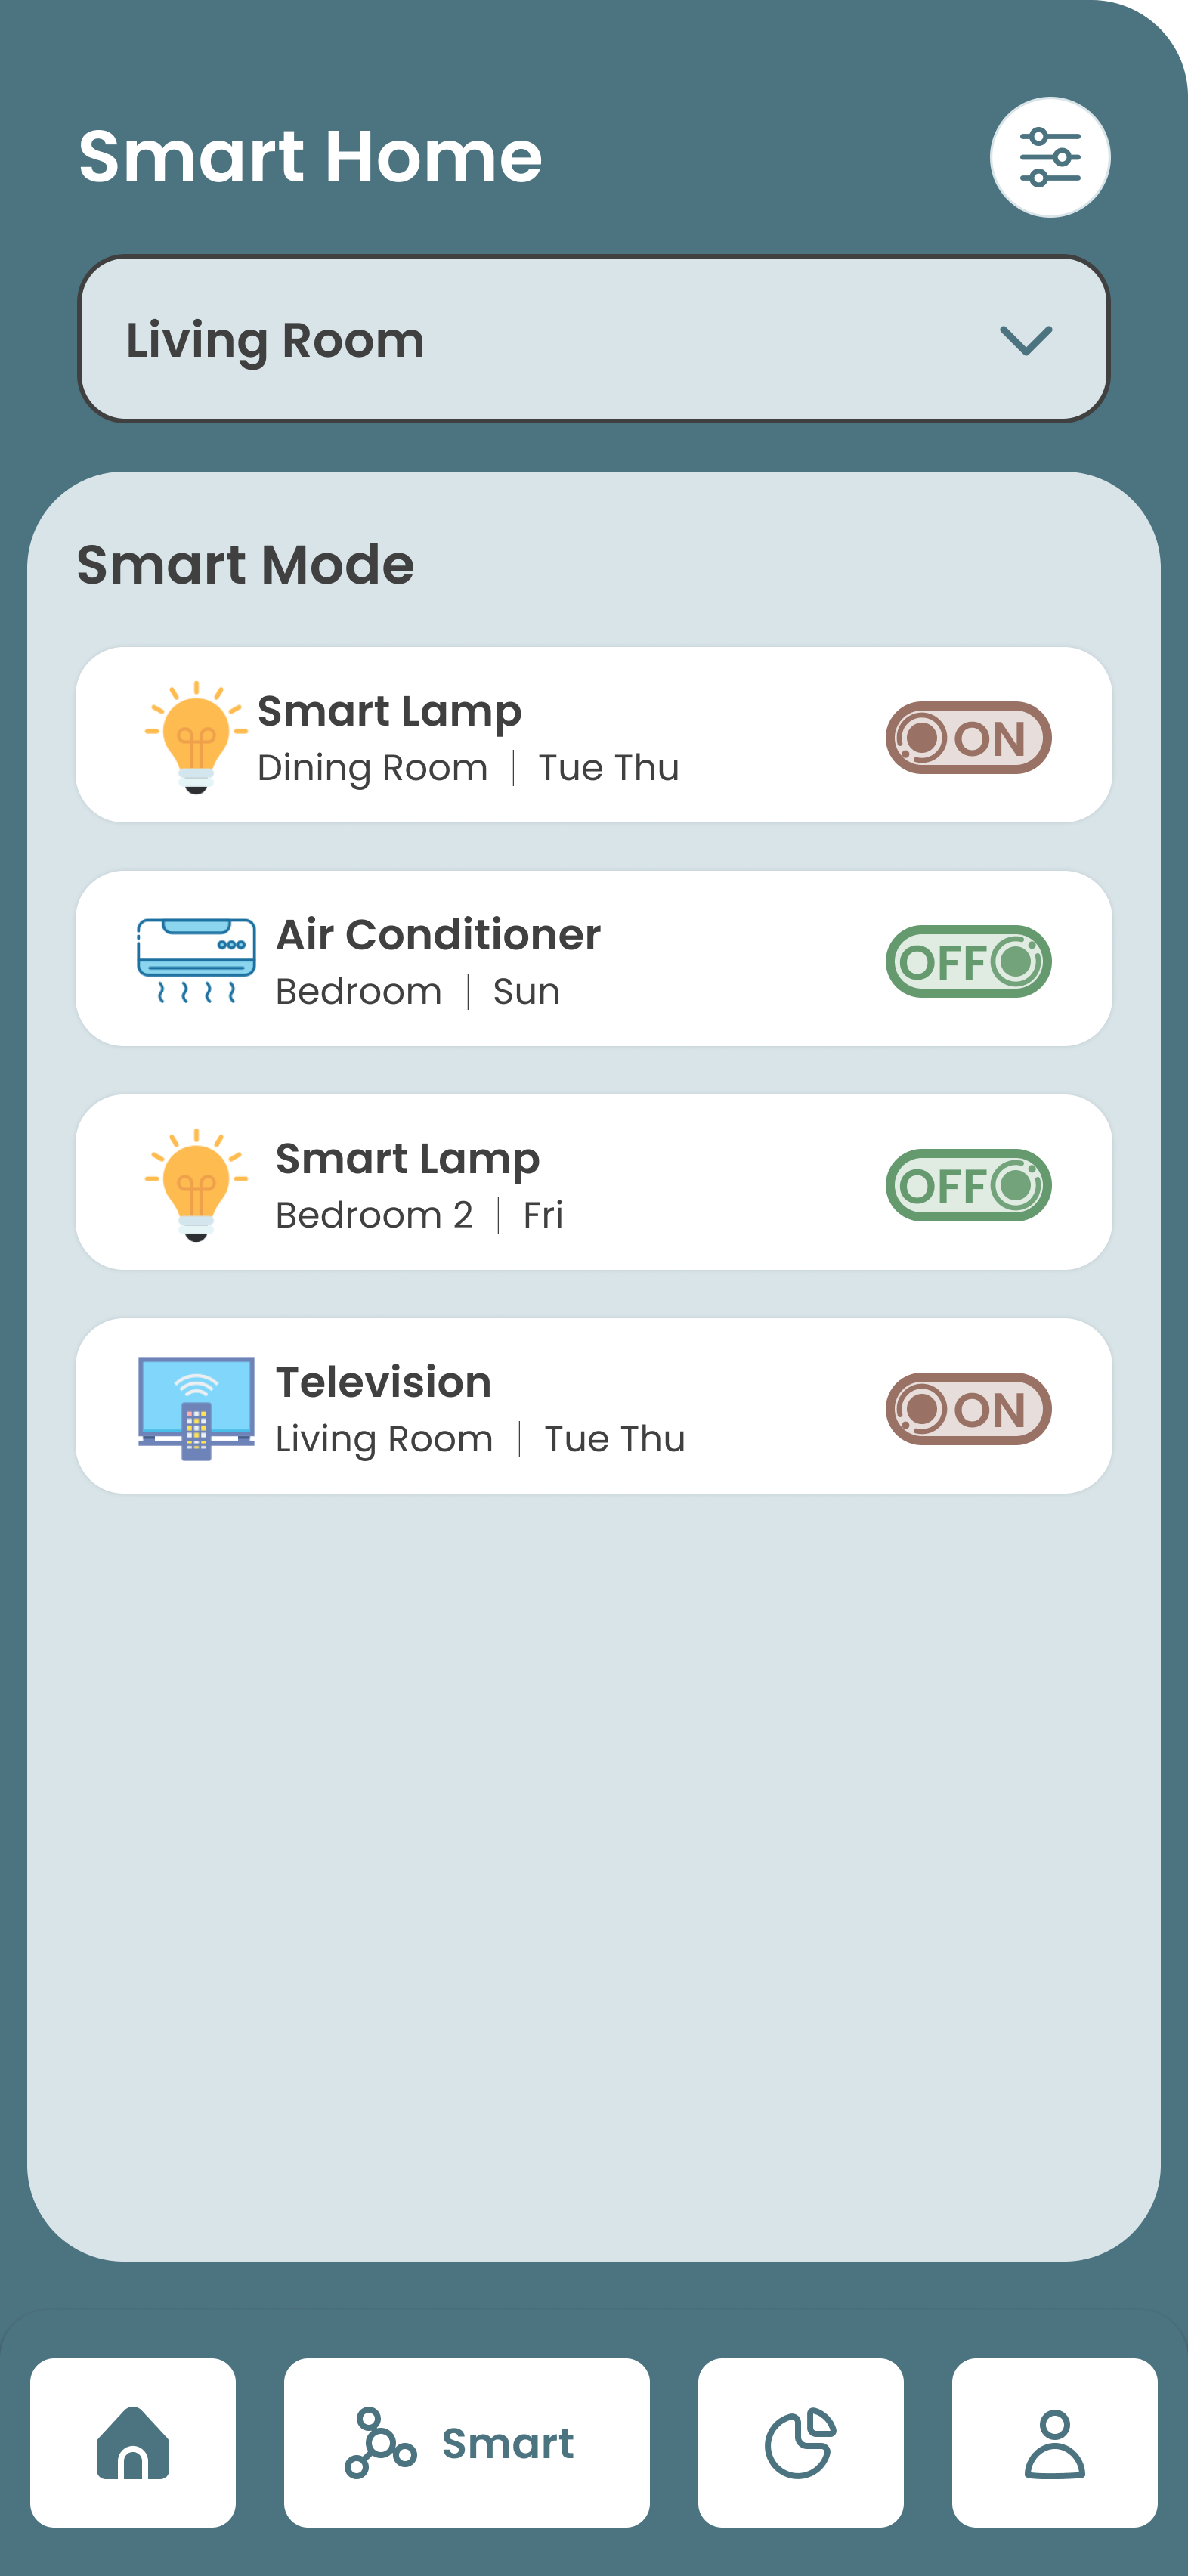 Smart Home
Living Room
Smart Mode
Smart Lamp
Dining Room | Tue Thu
ON
Air Conditioner
Bedroom | Sun
OFF
Smart Lamp
Bedroom 2 | Fri
OFF
Television
Living Room | Tue Thu
ON
Smart